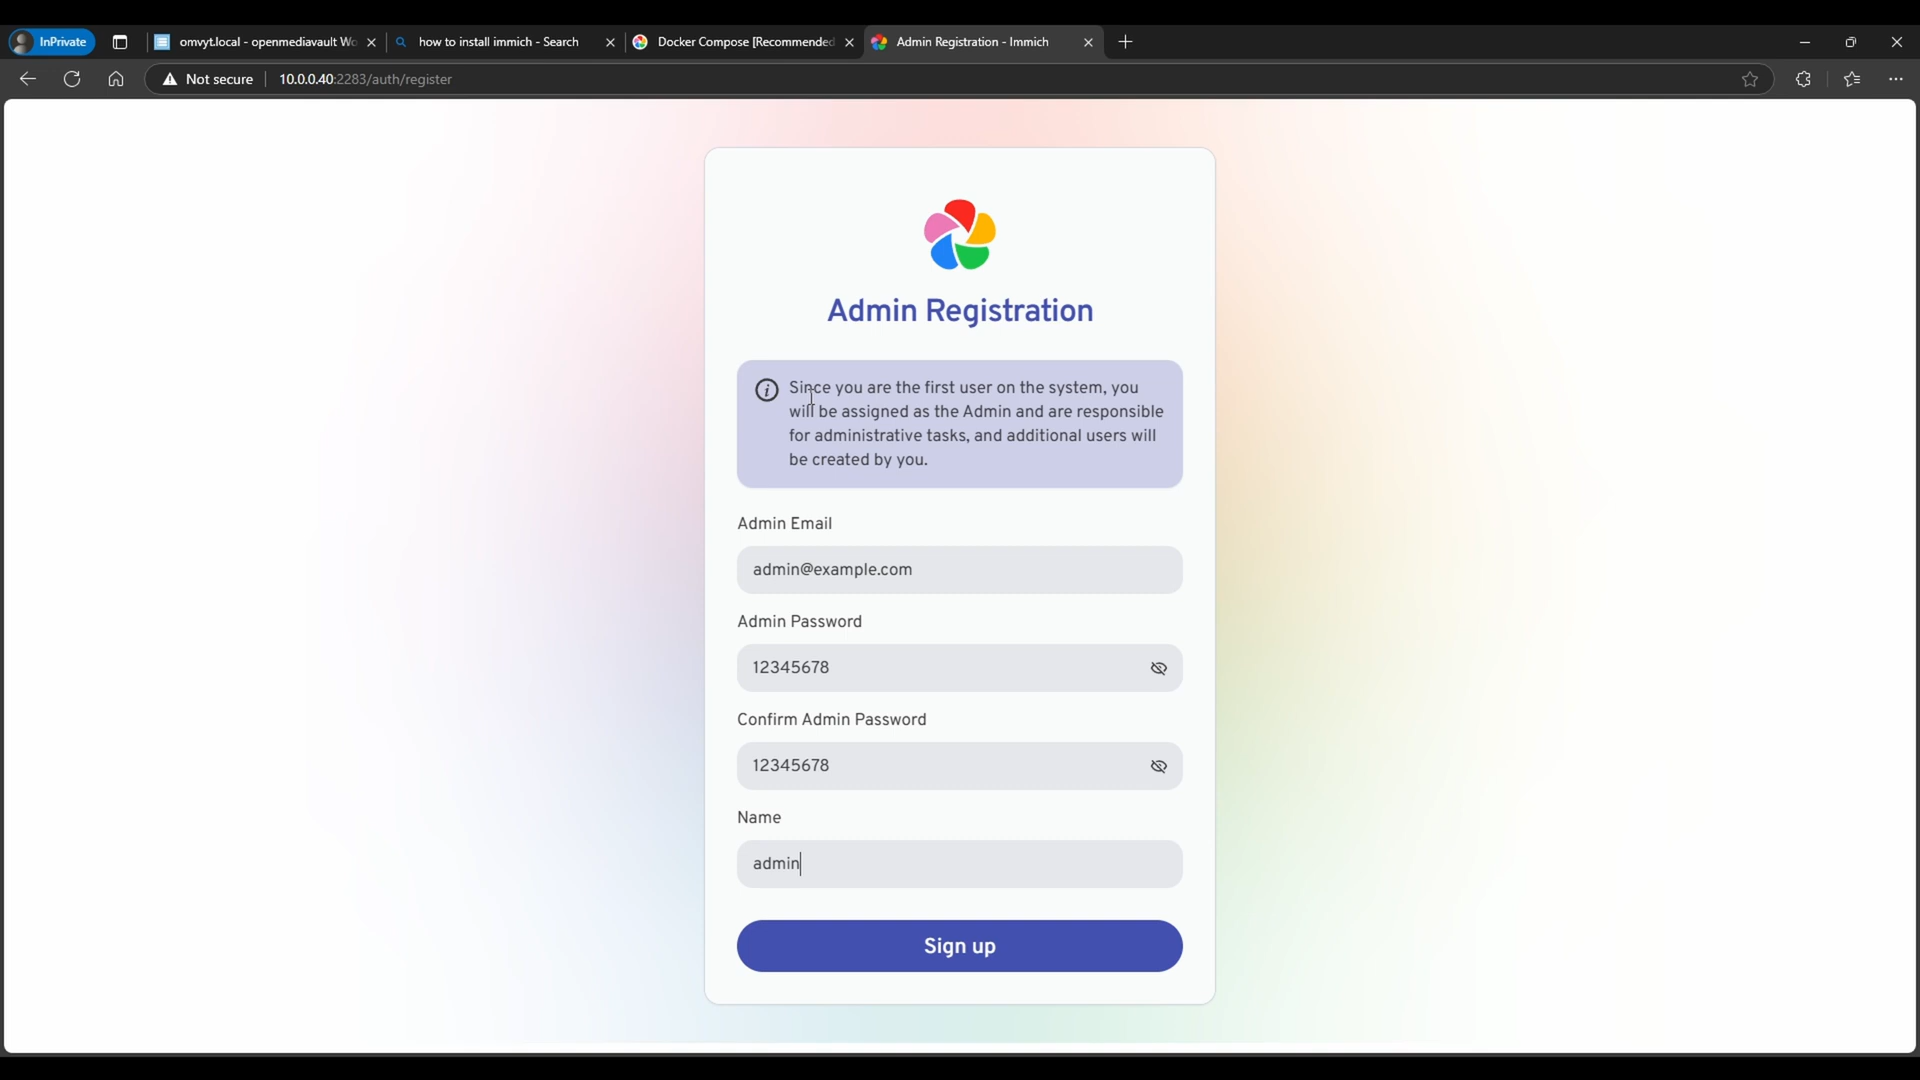 InPrivate
omvyt.local - openmediavault Wo
how to install immich - Search
Docker Compose [Recommended
Admin Registration - Immich
Not secure
10.0.0.40:2283/auth/register
Admin Registration
Since you are the first user on the system, you
will be assigned as the Admin and are responsible
for administrative tasks, and additional users will
be created by you.
Admin Email
admin@example.com
Admin Password
12345678
Confirm Admin Password
12345678
Name
admin
Sign up